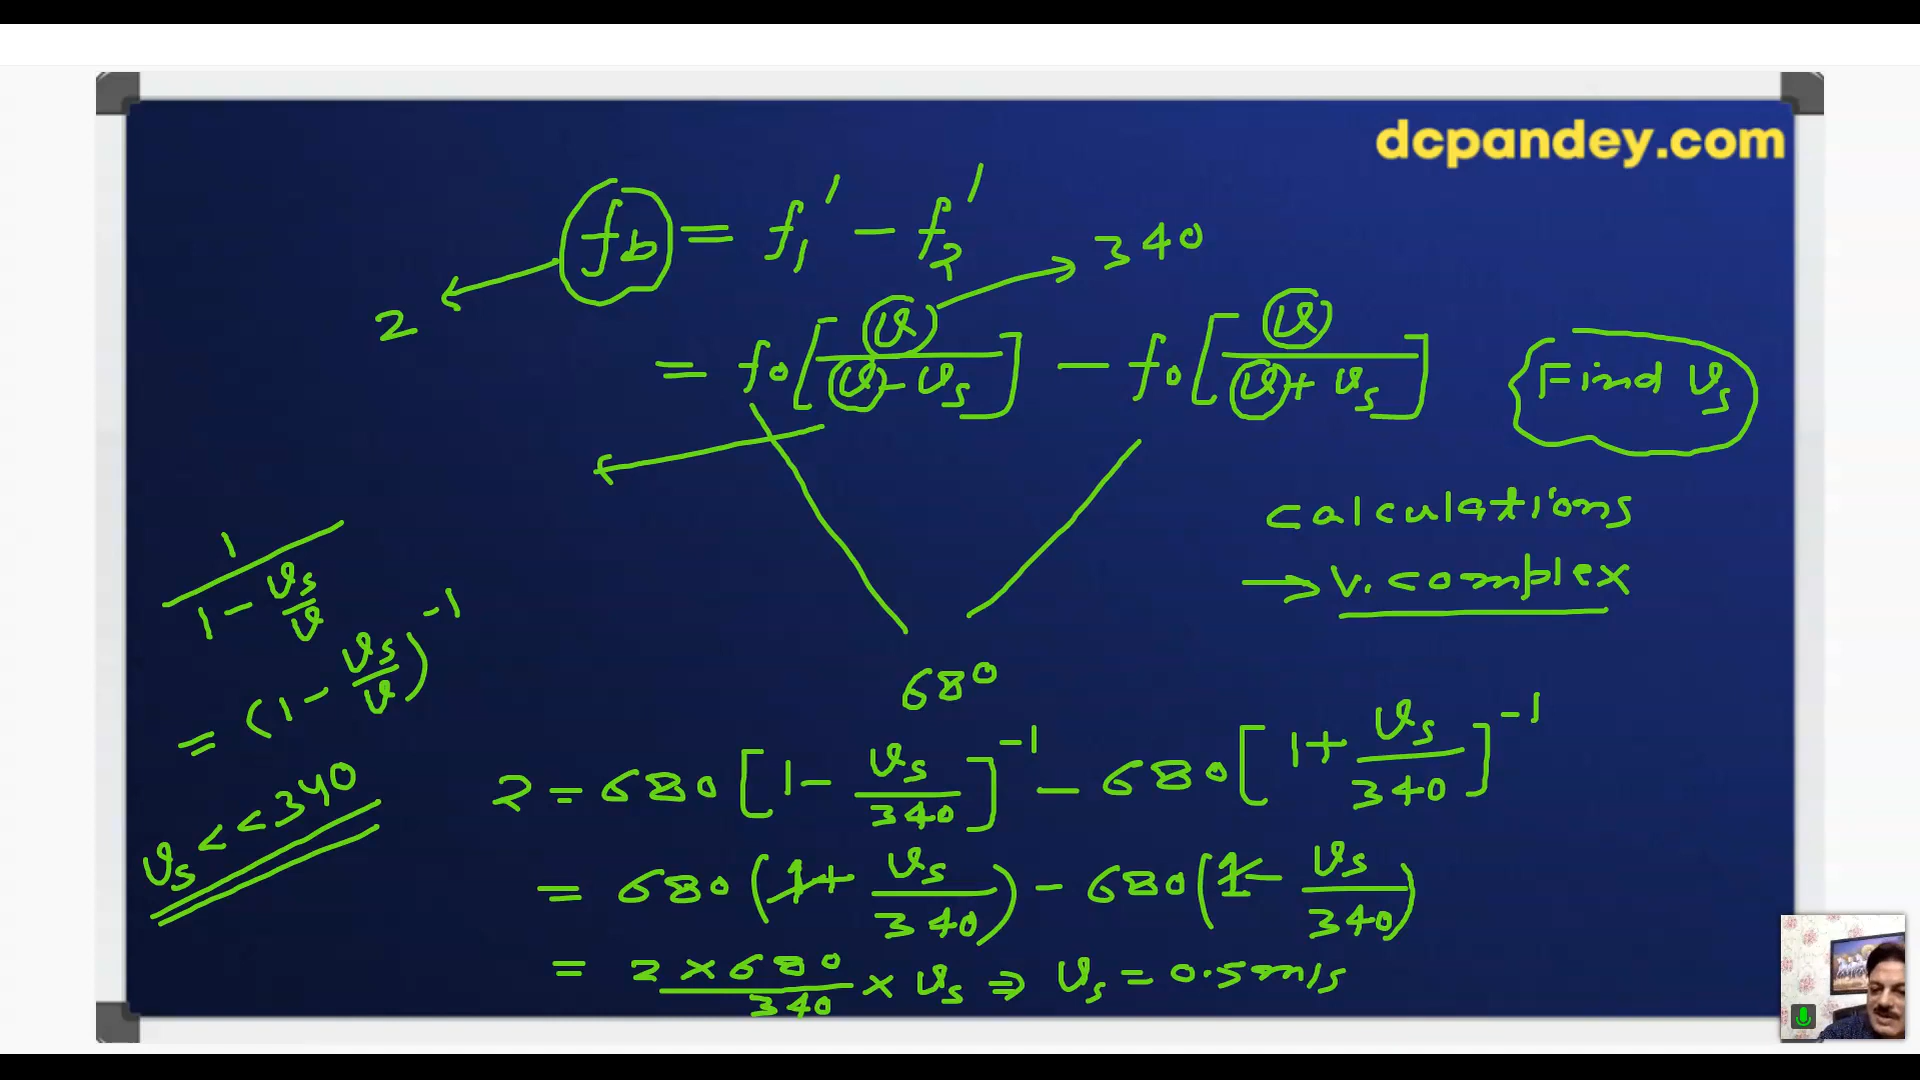 dcpandey.com
fb = f1' - f2'
340
2
= f0 [v / (v - vs)] - f0 [v / (v + vs)]
Find vs
calculations
→ v. complex
1 / (1 - vs/v)
= (1 - vs/v)^-1
vs << 340
680
2 = 680 [1 - vs/340]^-1 - 680 [1 + vs/340]^-1
= 680 (1 + vs/340) - 680 (1 - vs/340)
= 2 × 680 / 340 × vs ⇒ vs = 0.5 m/s